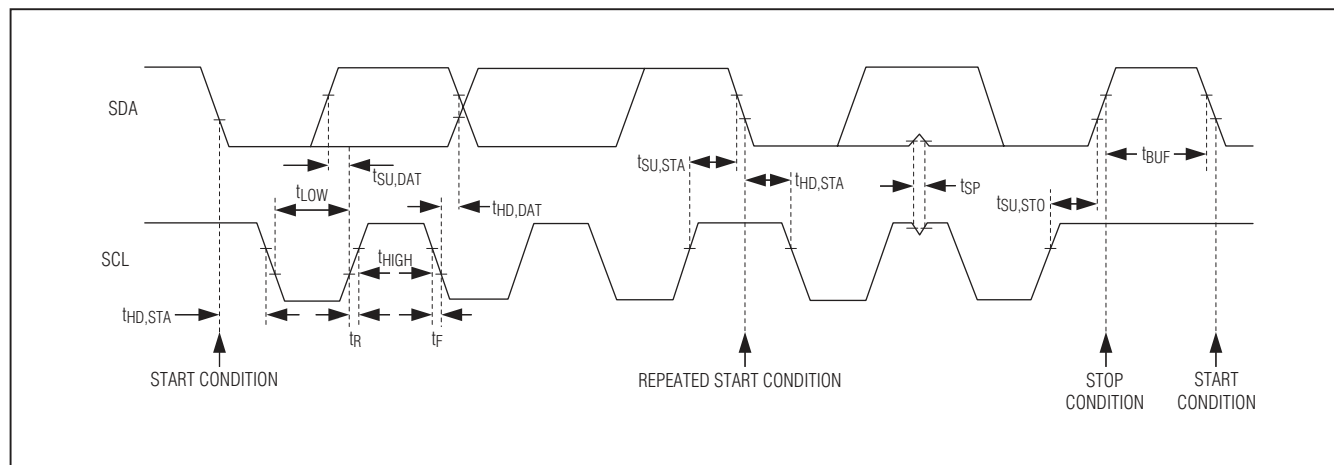 SDA
tSU,DAT
tLOW
tHD,DAT
tSU,STA
tHD,STA
tSP
tBUF
tSU,STO
SCL
tHIGH
tHD,STA
tR
tF
START CONDITION
REPEATED START CONDITION
STOP
CONDITION
START
CONDITION